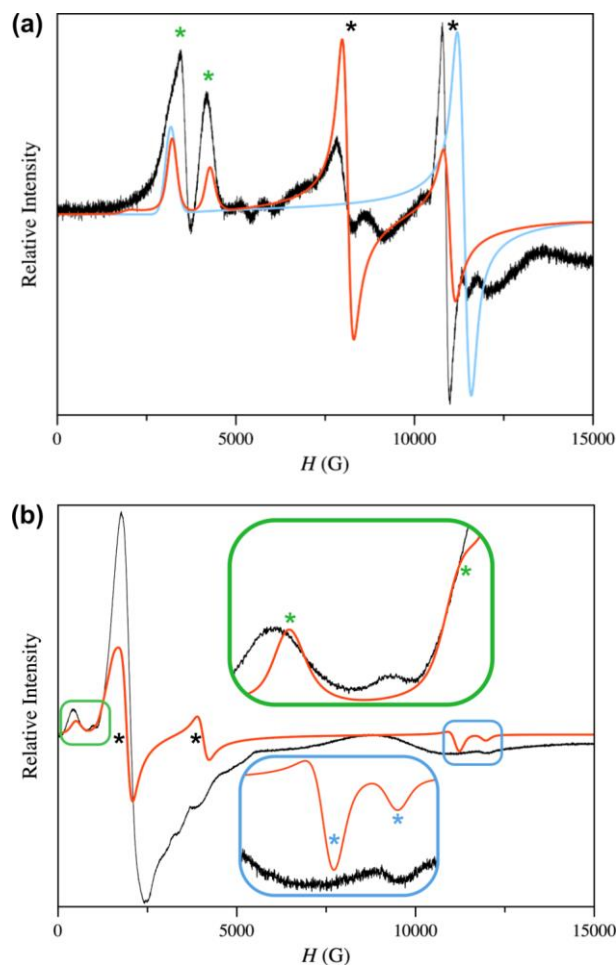 (a)
* * * *
Relative Intensity
0 5000 10000 15000
H (G)
(b)
*
*
* *
Relative Intensity
* *
0 5000 10000 15000
H (G)